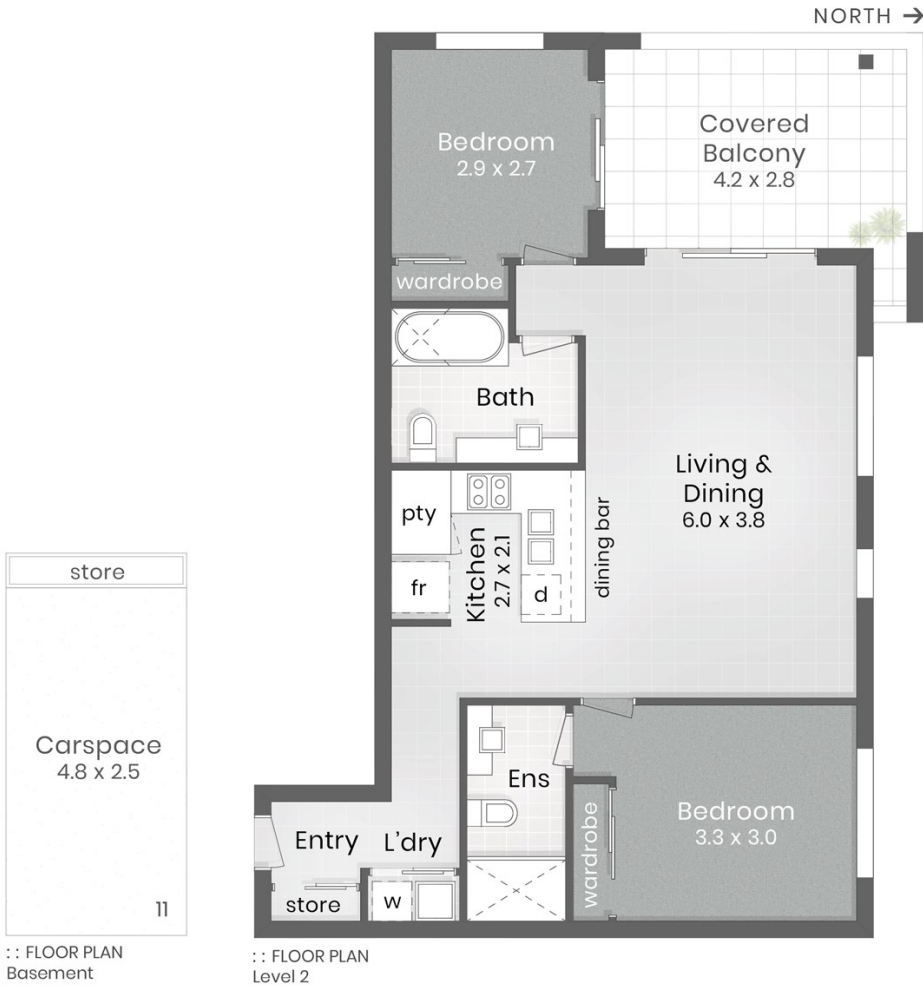 NORTH
Bedroom
2.9 x 2.7
Covered
Balcony
4.2 x 2.8
wardrobe
Bath
Living &
Dining
6.0 x 3.8
pty
Kitchen
2.7 x 2.1
dining bar
fr
d
store
Carspace
4.8 x 2.5
11
:: FLOOR PLAN
Basement
Ens
Bedroom
3.3 x 3.0
wardrobe
Entry
L'dry
store
w
:: FLOOR PLAN
Level 2